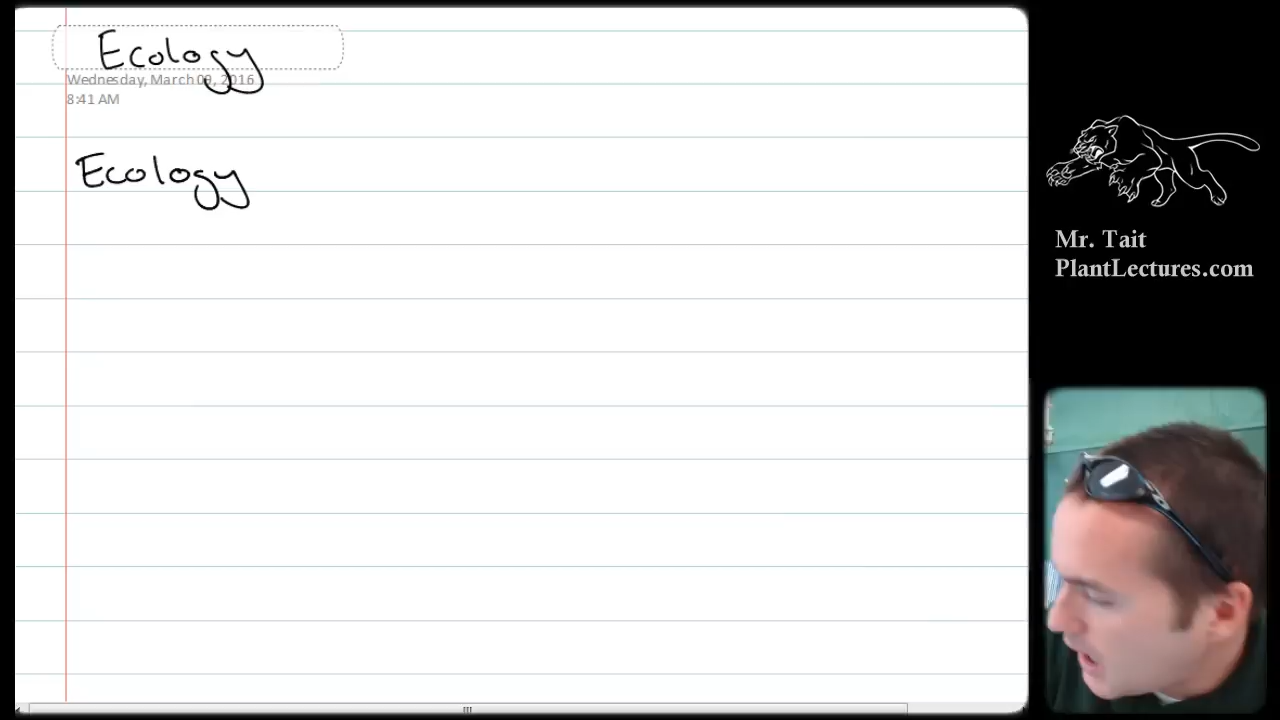 Ecology
Wednesday, March 09, 2016
8:41 AM
Ecology
Mr. Tait
PlantLectures.com